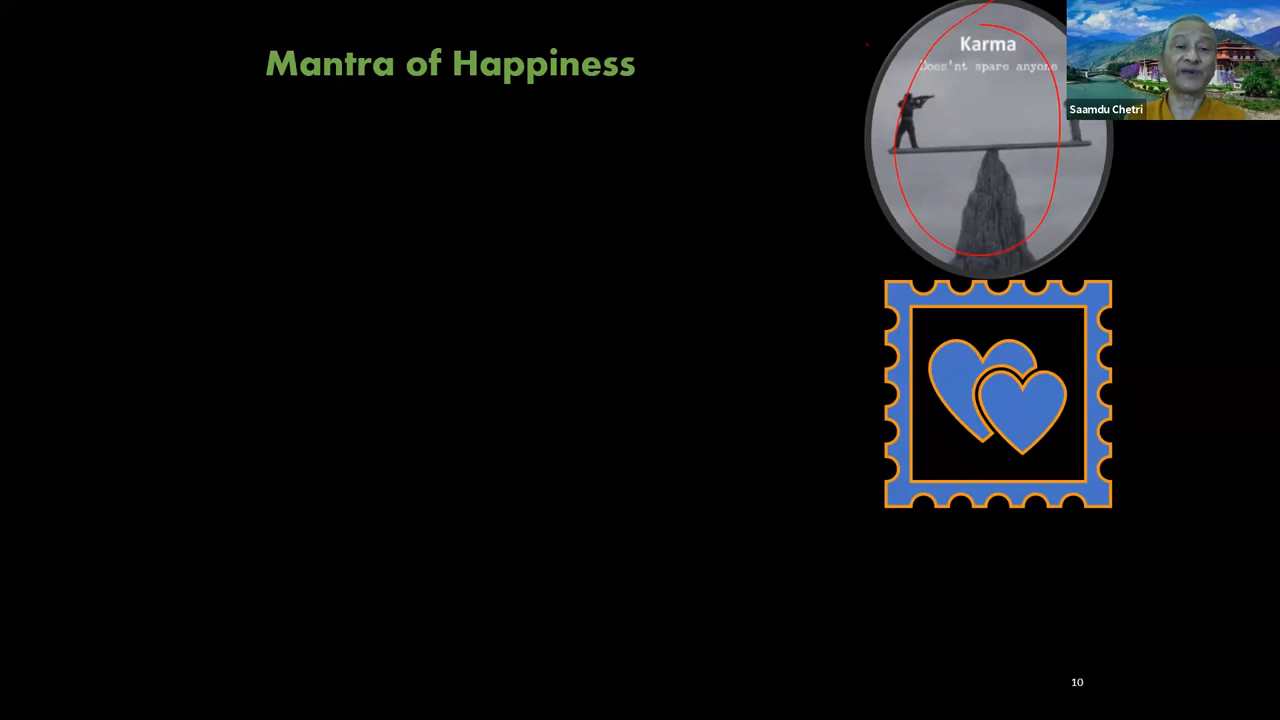 Mantra of Happiness
Karma
Does'nt spare anyone
Saamdu Chetri
10